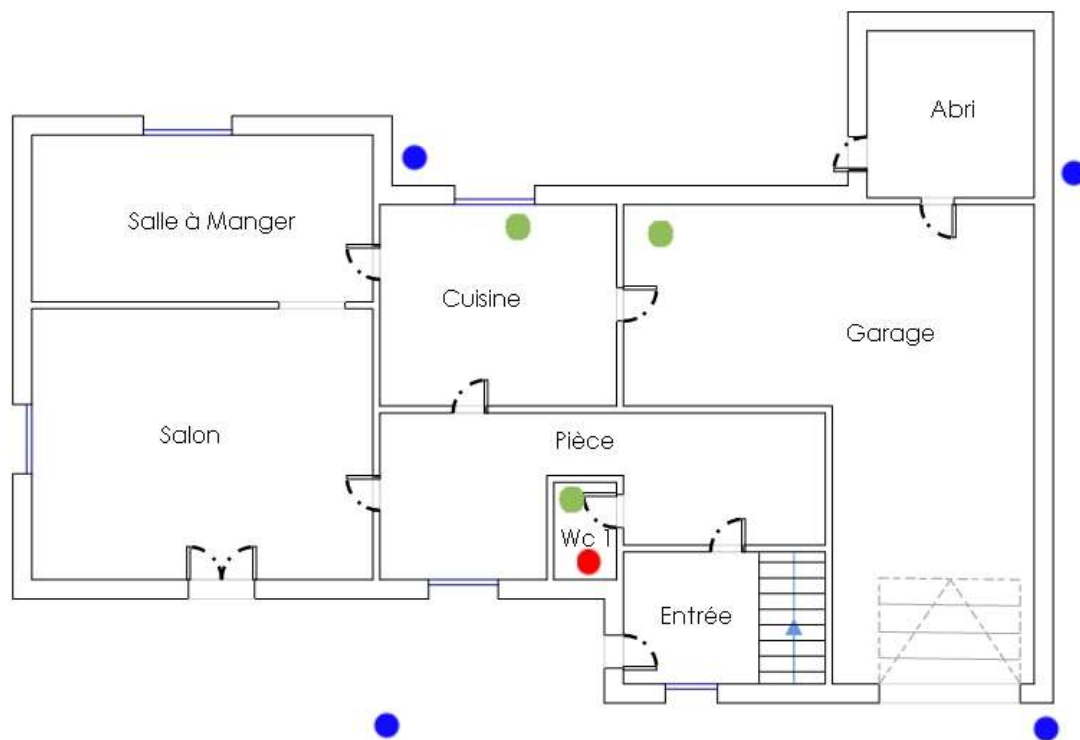 Abri
Salle à Manger
Cuisine
Garage
Salon
Pièce
Wc 1
Entrée